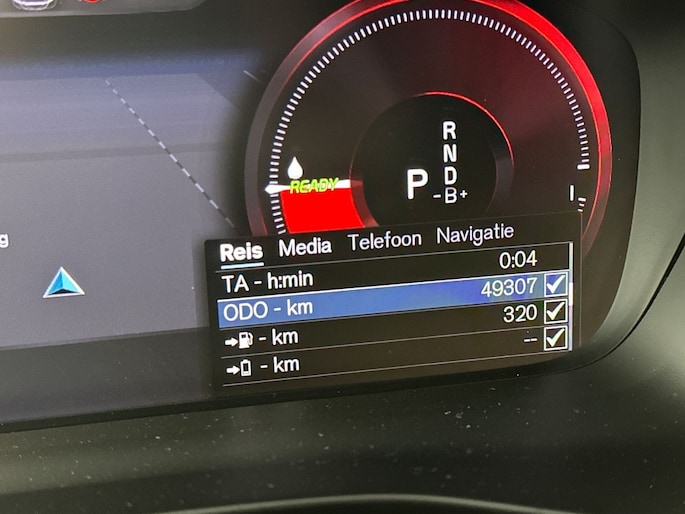 R
N
D
P -B+
READY
g
Reis Media Telefoon Navigatie
TA - h:min 0:04
ODO - km 49307
- km 320
- km --